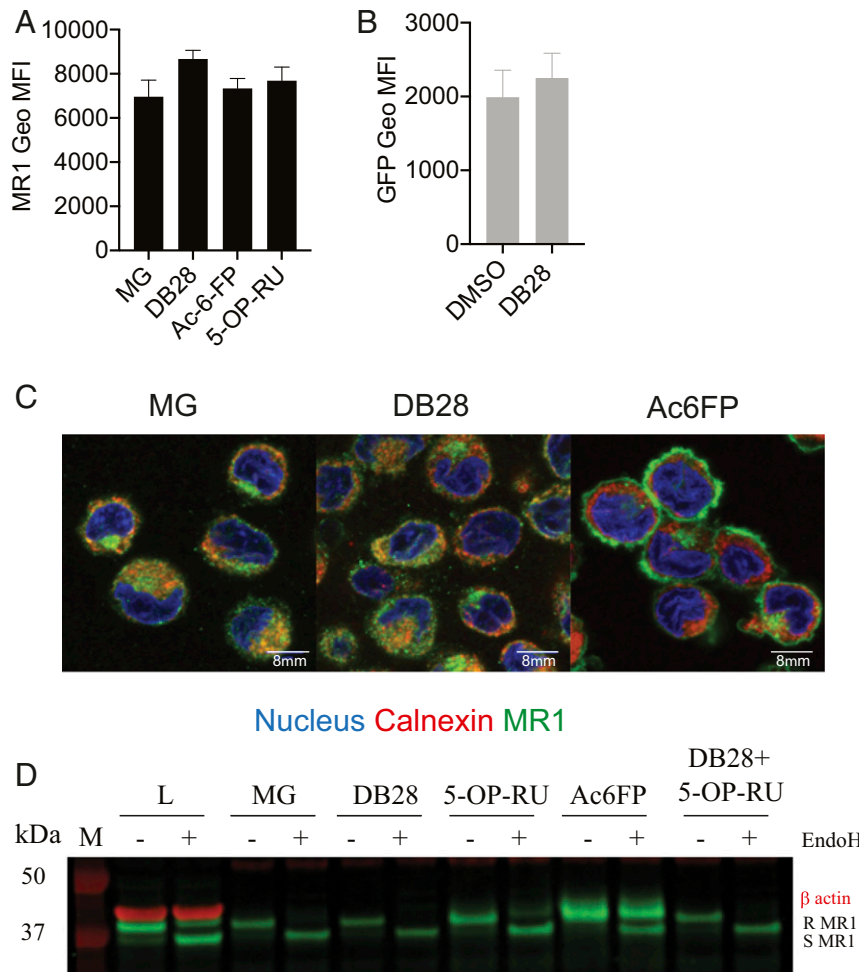 A
MR1 Geo MFI
10000
8000
6000
4000
2000
0
MG
DB28
Ac-6-FP
5-OP-RU
B
GFP Geo MFI
3000
2000
1000
0
DMSO
DB28
C
MG DB28 Ac6FP
8mm 8mm 8mm
Nucleus Calnexin MR1
D
L MG DB28 5-OP-RU Ac6FP DB28+ 5-OP-RU
kDa M - + - + - + - + - + - + EndoH
50
37
β actin
R MR1
S MR1